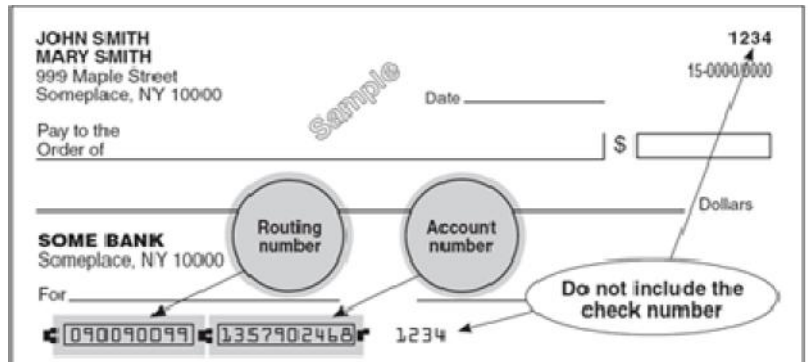 JOHN SMITH
MARY SMITH
999 Maple Street
Someplace, NY 10000
1234
15-0000/0000
Sample
Date
Pay to the
Order of
$
Dollars
SOME BANK
Someplace, NY 10000
Routing
number
Account
number
For
Do not include the
check number
090090099
1357902468
1234